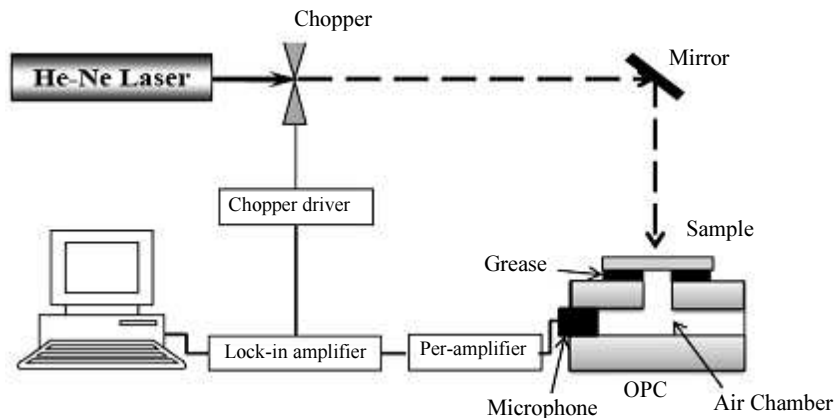 Chopper
Mirror
He-Ne Laser
Chopper driver
Sample
Grease
Lock-in amplifier
Per-amplifier
Microphone
OPC
Air Chamber